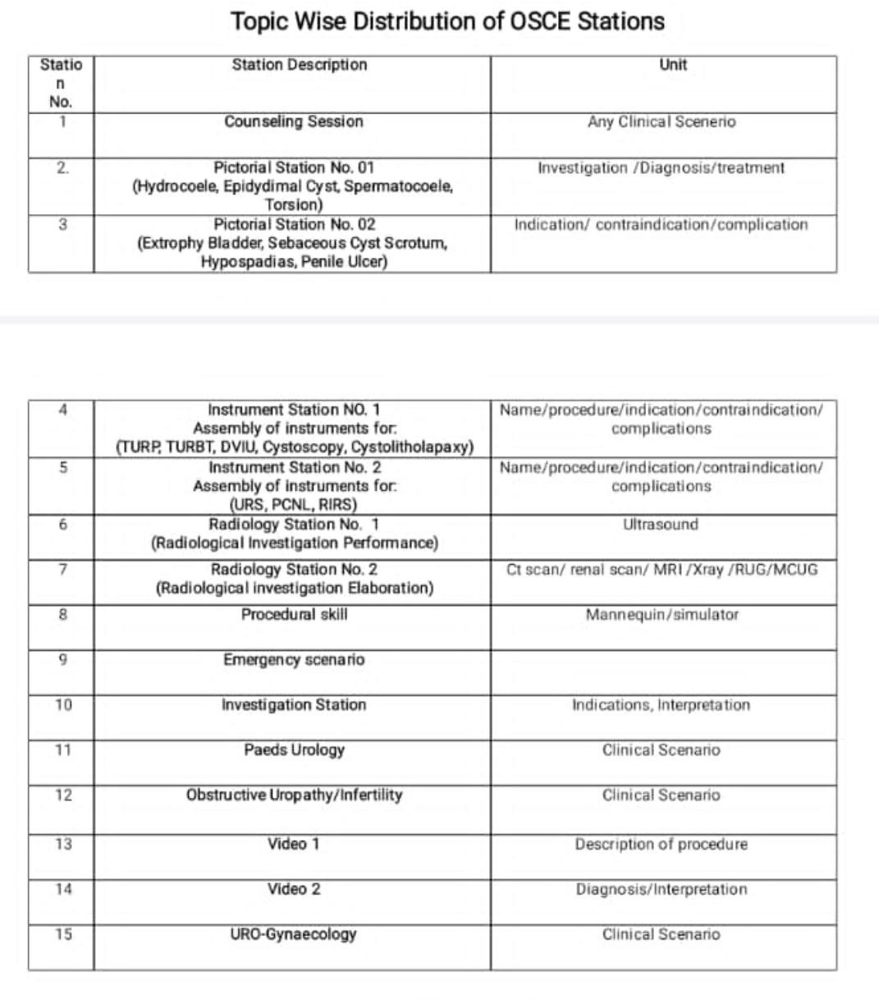 Topic Wise Distribution of OSCE Stations
Statio
n
No.
Station Description
Unit
1
Counseling Session
Any Clinical Scenerio
2.
Pictorial Station No. 01
(Hydrocoele, Epidydimal Cyst, Spermatocoele,
Torsion)
Investigation /Diagnosis/treatment
3
Pictorial Station No. 02
(Extrophy Bladder, Sebaceous Cyst Scrotum,
Hypospadias, Penile Ulcer)
Indication/ contraindication/complication
4
Instrument Station NO. 1
Assembly of instruments for:
(TURP, TURBT, DVIU, Cystoscopy, Cystolitholapaxy)
Name/procedure/indication/contraindication/
complications
5
Instrument Station No. 2
Assembly of instruments for:
(URS, PCNL, RIRS)
Name/procedure/indication/contraindication/
complications
6
Radiology Station No. 1
(Radiological Investigation Performance)
Ultrasound
7
Radiology Station No. 2
(Radiological investigation Elaboration)
Ct scan/ renal scan/ MRI /Xray /RUG/MCUG
8
Procedural skill
Mannequin/simulator
9
Emergency scenario
10
Investigation Station
Indications, Interpretation
11
Paeds Urology
Clinical Scenario
12
Obstructive Uropathy/Infertility
Clinical Scenario
13
Video 1
Description of procedure
14
Video 2
Diagnosis/Interpretation
15
URO-Gynaecology
Clinical Scenario